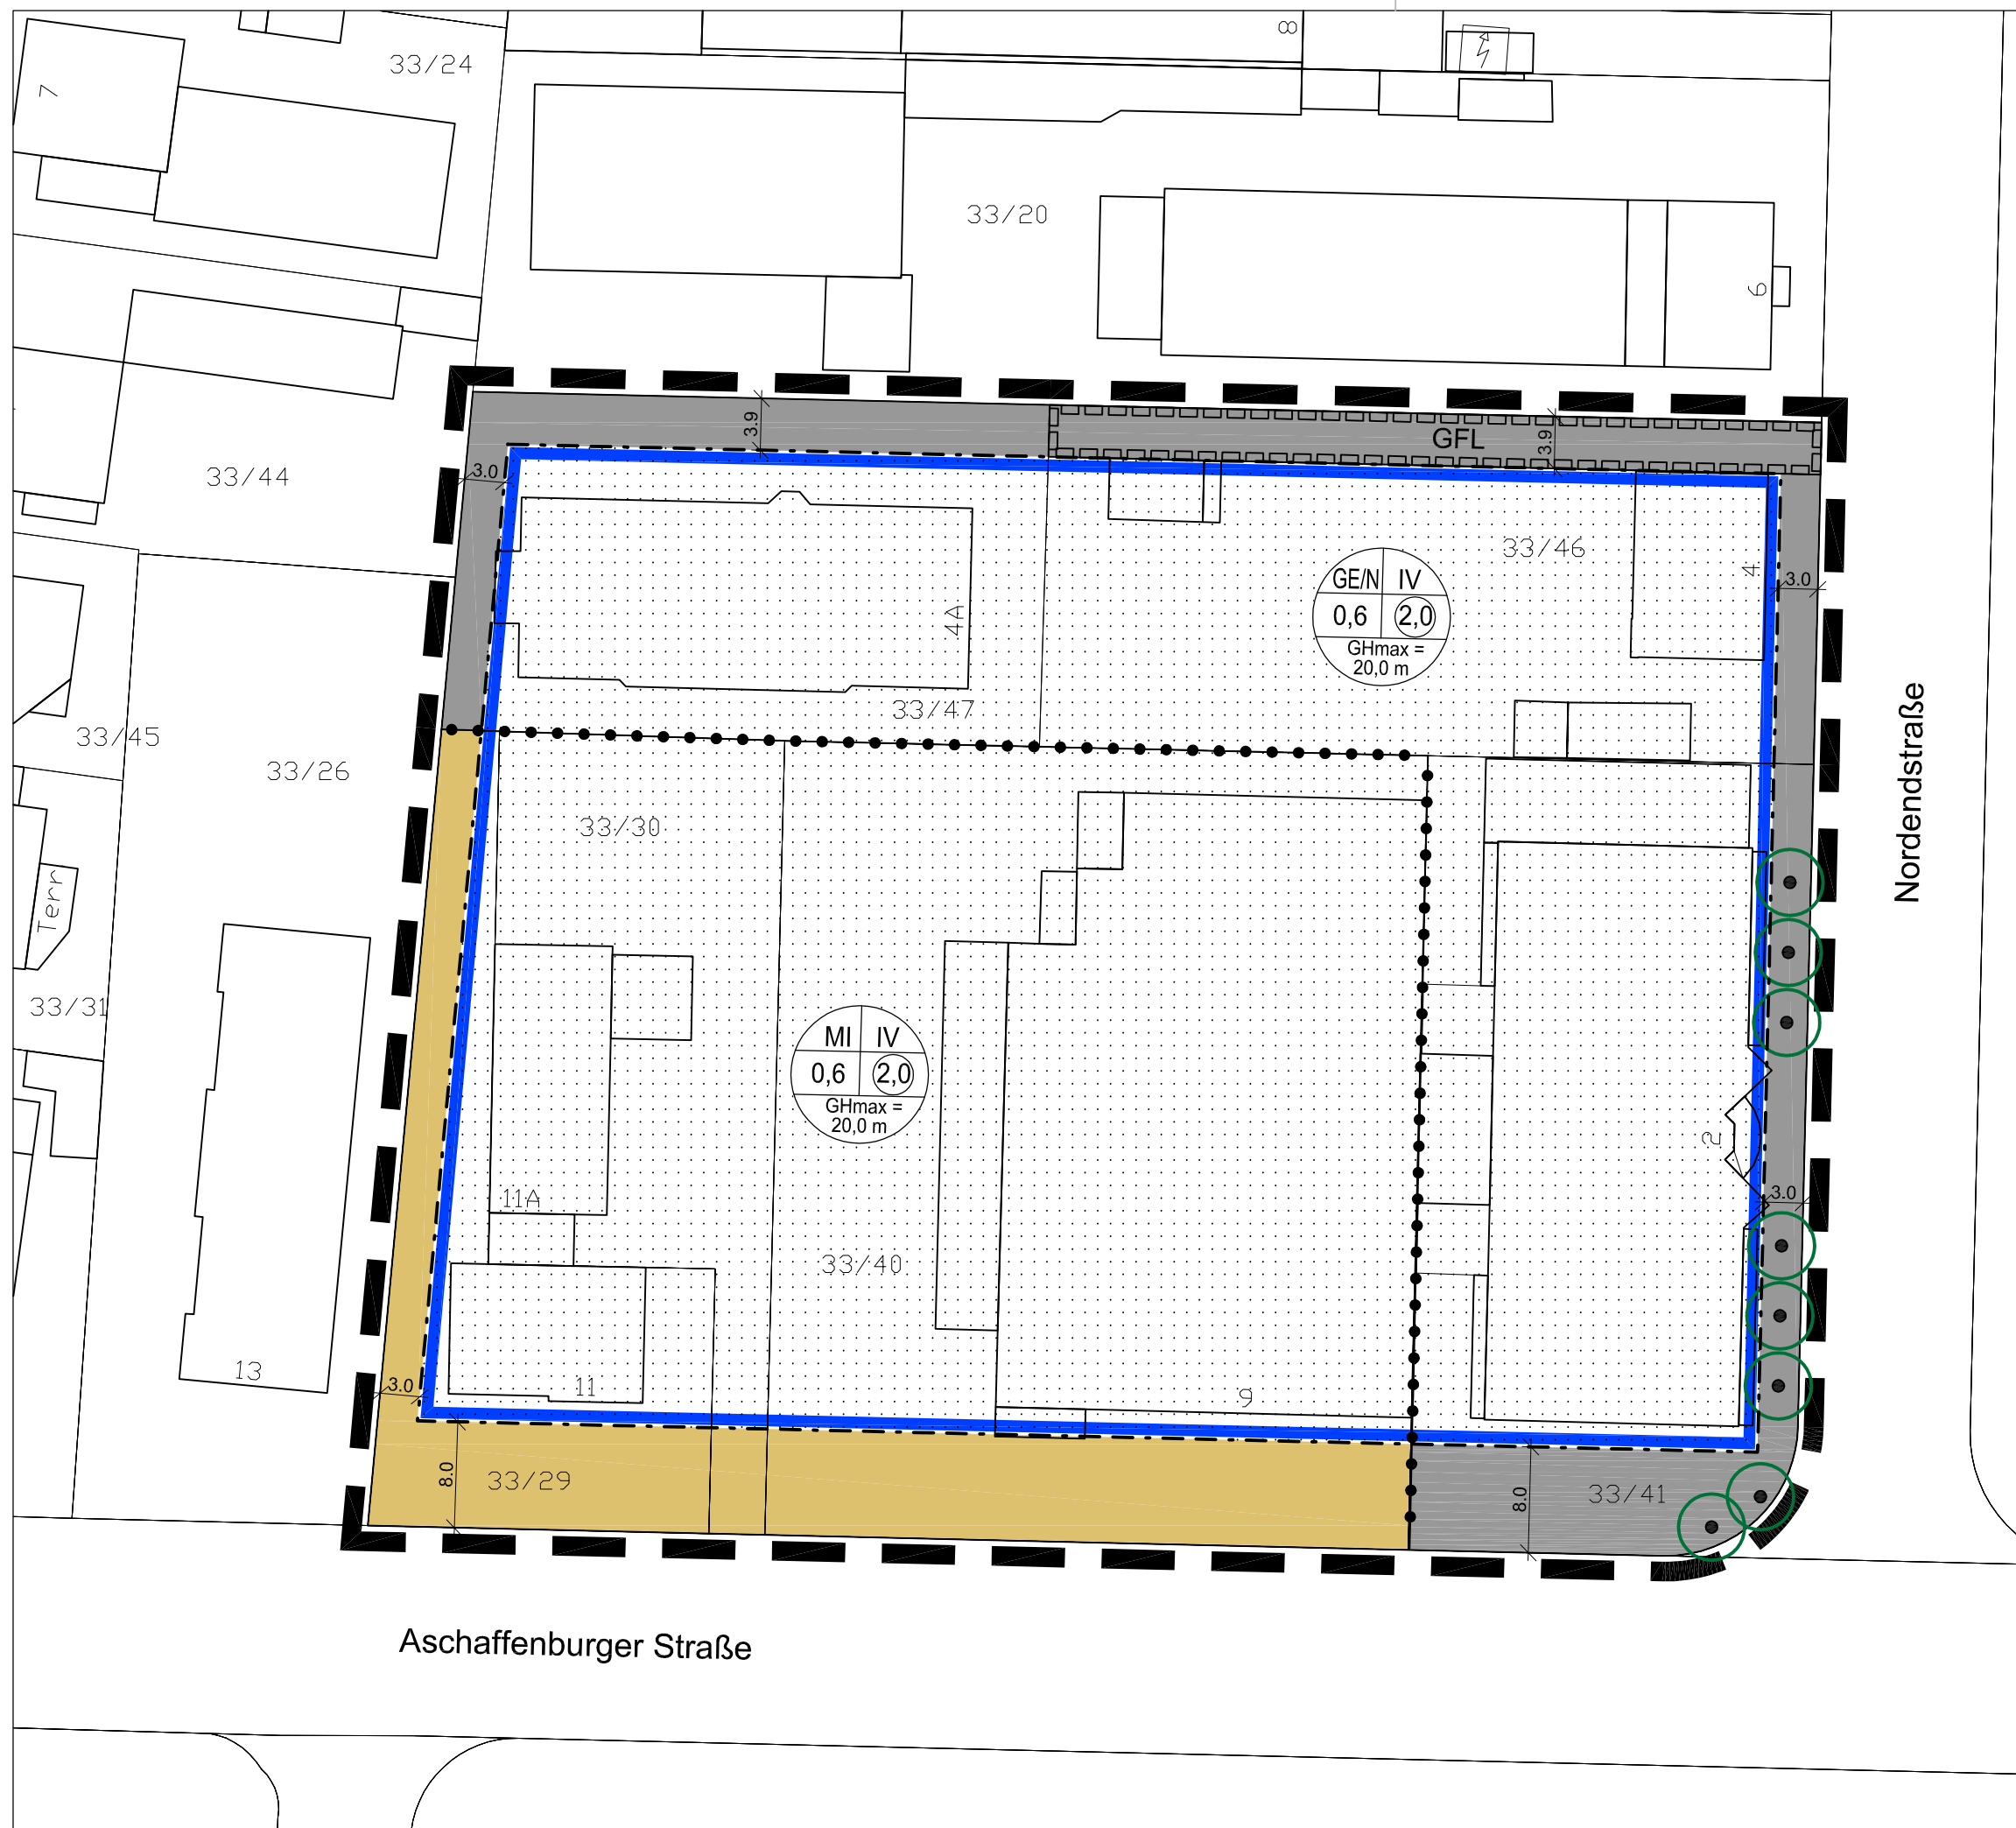 8
33/24
7
33/20
6
3.9
GFL
3.9
3.0
33/44
33/46
GE/N IV
4
3.0
0,6 2,0
4A
GHmax =
20,0 m
33/47
33/45
33/26
Nordendstraße
33/30
Terr
33/31
MI IV
0,6 2,0
GHmax =
20,0 m
2
11A
3.0
33/40
13
3.0
11
9
8.0
33/29
8.0
33/41
Aschaffenburger Straße